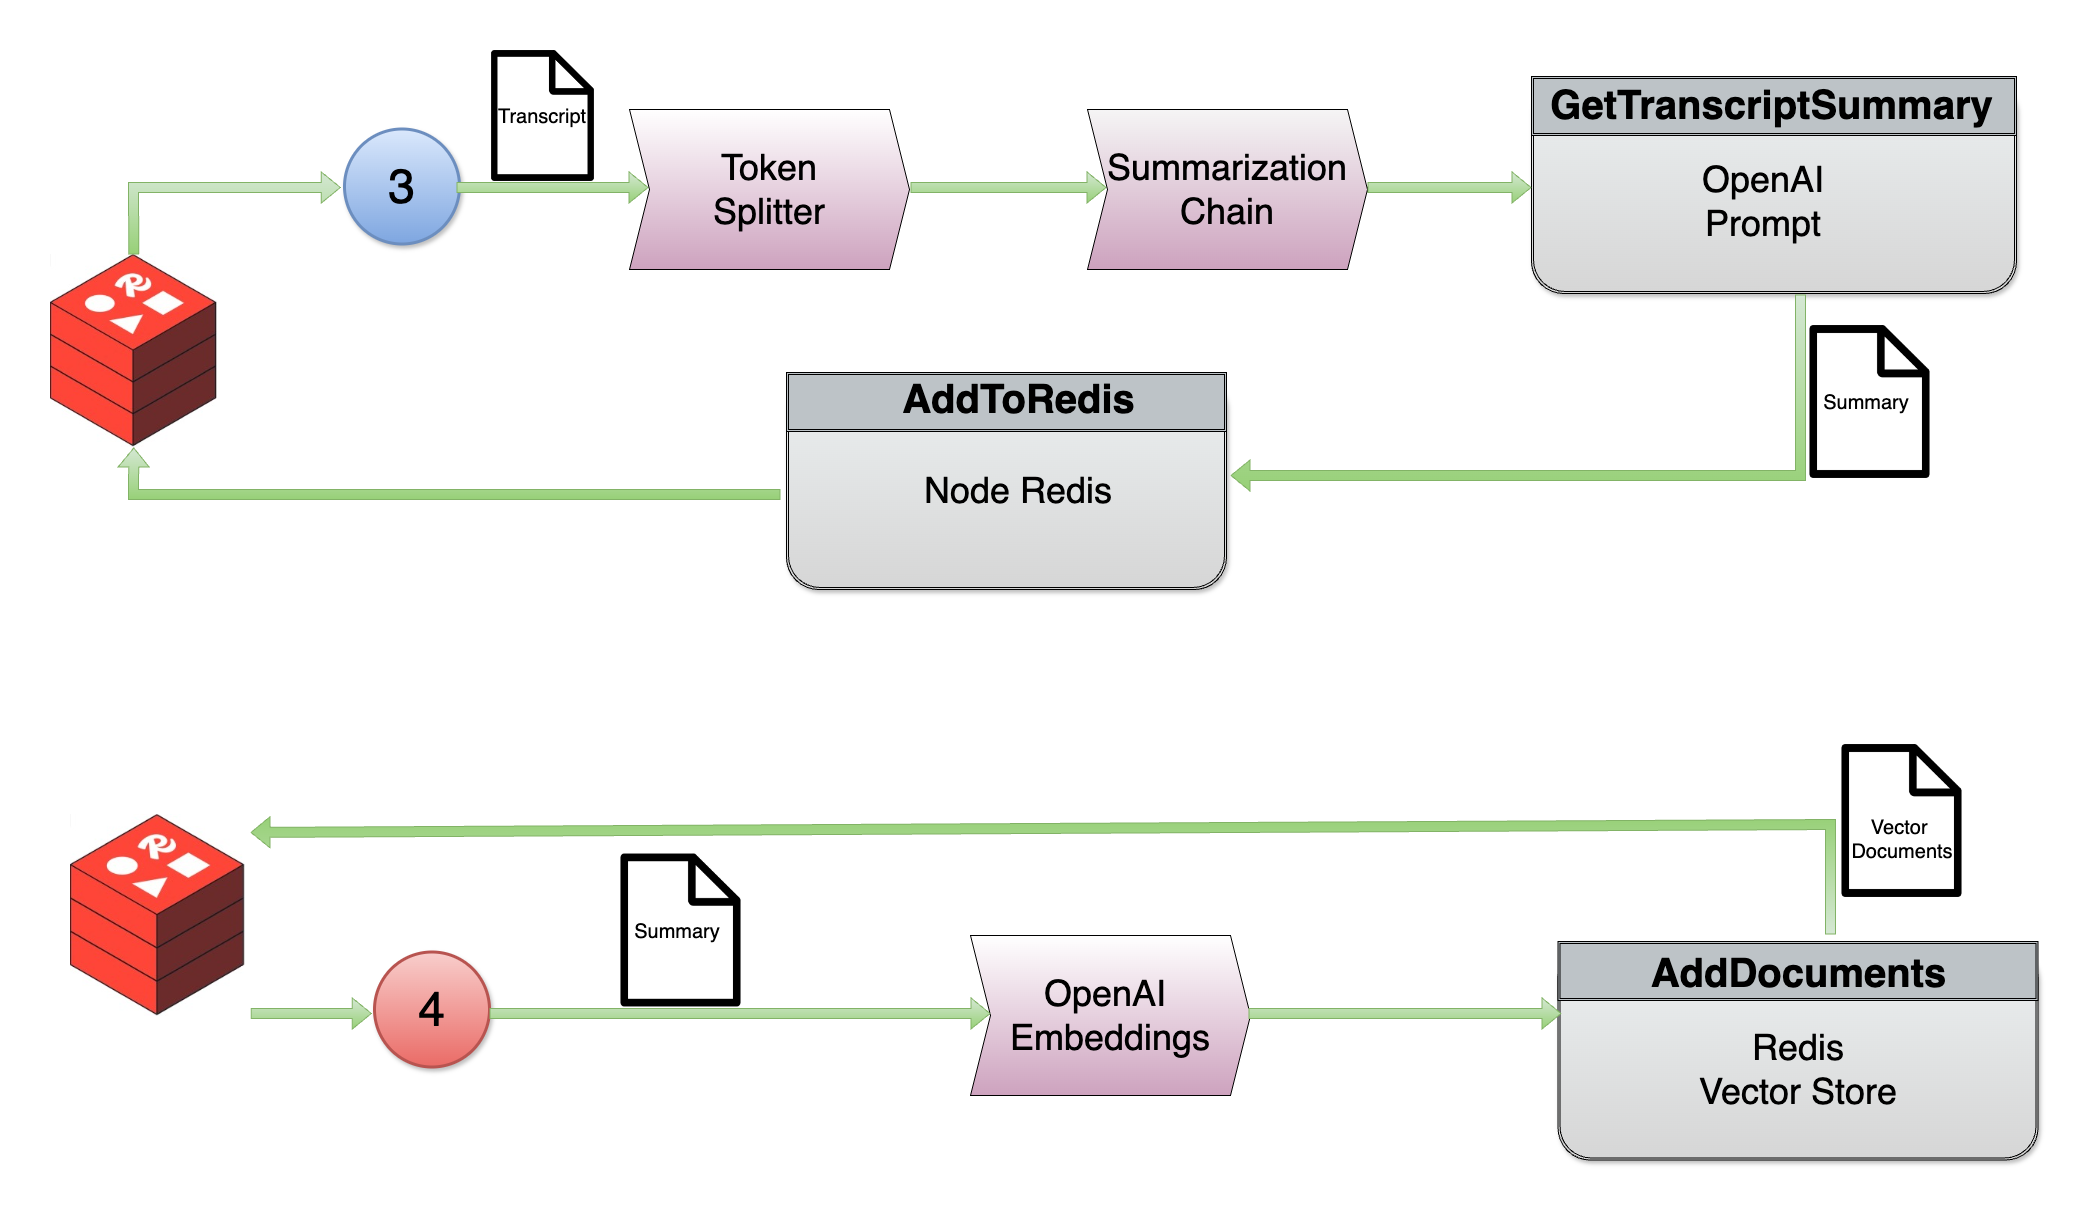 Transcript
3
Token
Splitter
Summarization
Chain
GetTranscriptSummary
OpenAI
Prompt
Summary
AddToRedis
Node Redis
Vector
Documents
Summary
4
OpenAI
Embeddings
AddDocuments
Redis
Vector Store